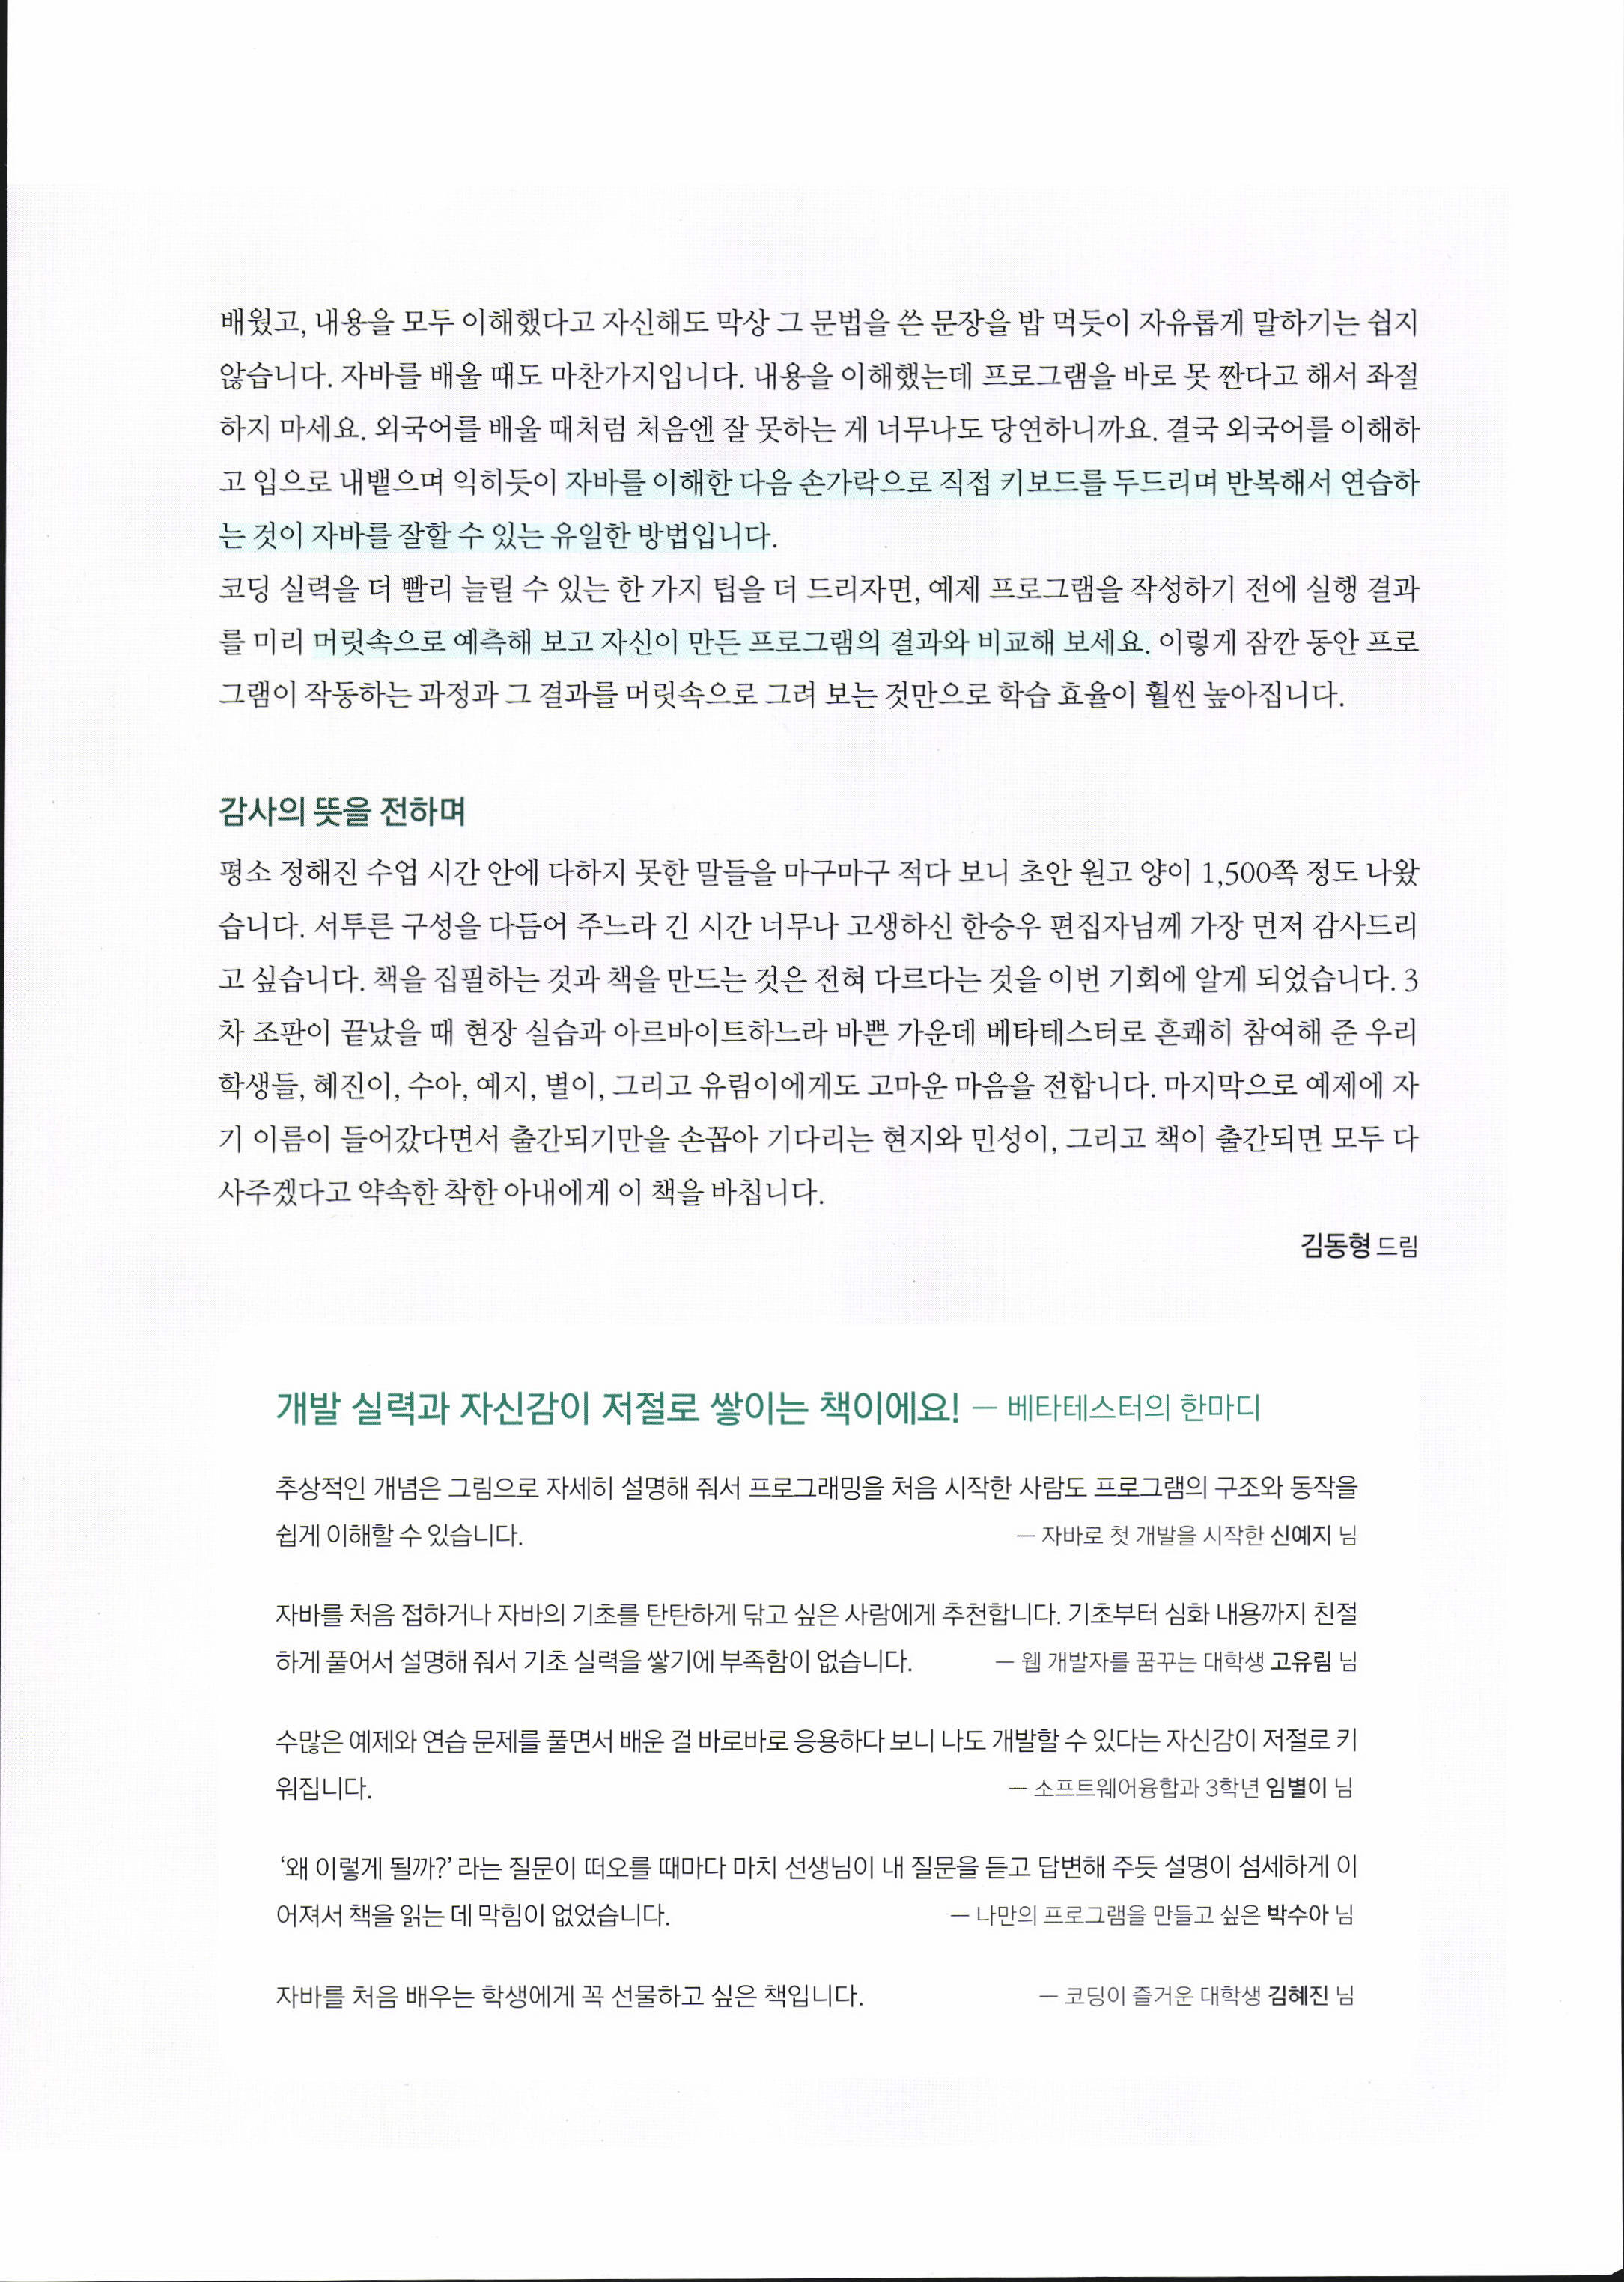 배웠고, 내용을 모두 이해했다고 자신해도 막상 그 문법을 쓴 문장을 밥 먹듯이 자유롭게 말하기는 쉽지
않습니다. 자바를 배울 때도 마찬가지입니다. 내용을 이해했는데 프로그램을 바로 못 짠다고 해서 좌절
하지 마세요. 외국어를 배울 때처럼 처음엔 잘 못하는 게 너무나도 당연하니까요. 결국 외국어를 이해하
고 입으로 내뱉으며 익히듯이 자바를 이해한 다음 손가락으로 직접 키보드를 두드리며 반복해서 연습하
는 것이 자바를 잘할 수 있는 유일한 방법입니다.
코딩 실력을 더 빨리 늘릴 수 있는 한 가지 팁을 더 드리자면, 예제 프로그램을 작성하기 전에 실행 결과
를 미리 머릿속으로 예측해 보고 자신이 만든 프로그램의 결과와 비교해 보세요. 이렇게 잠깐 동안 프로
그램이 작동하는 과정과 그 결과를 머릿속으로 그려 보는 것만으로 학습 효율이 훨씬 높아집니다.
감사의 뜻을 전하며
평소 정해진 수업 시간 안에 다하지 못한 말들을 마구마구 적다 보니 초안 원고 양이 1,500쪽 정도 나왔
습니다. 서투른 구성을 다듬어 주느라 긴 시간 너무나 고생하신 한승우 편집자님께 가장 먼저 감사드리
고 싶습니다. 책을 집필하는 것과 책을 만드는 것은 전혀 다르다는 것을 이번 기회에 알게 되었습니다. 3
차 조판이 끝났을 때 현장 실습과 아르바이트하느라 바쁜 가운데 베타테스터로 흔쾌히 참여해 준 우리
학생들, 혜진이, 수아, 예지, 별이, 그리고 유림이에게도 고마운 마음을 전합니다. 마지막으로 예제에 자
기 이름이 들어갔다면서 출간되기만을 손꼽아 기다리는 현지와 민성이, 그리고 책이 출간되면 모두 다
사주겠다고 약속한 착한 아내에게 이 책을 바칩니다.
김동형 드림
개발 실력과 자신감이 저절로 쌓이는 책이에요! — 베타테스터의 한마디
추상적인 개념은 그림으로 자세히 설명해 줘서 프로그래밍을 처음 시작한 사람도 프로그램의 구조와 동작을
쉽게 이해할 수 있습니다. — 자바로 첫 개발을 시작한 신예지 님
자바를 처음 접하거나 자바의 기초를 탄탄하게 닦고 싶은 사람에게 추천합니다. 기초부터 심화 내용까지 친절
하게 풀어서 설명해 줘서 기초 실력을 쌓기에 부족함이 없습니다. — 웹 개발자를 꿈꾸는 대학생 고유림 님
수많은 예제와 연습 문제를 풀면서 배운 걸 바로바로 응용하다 보니 나도 개발할 수 있다는 자신감이 저절로 키
워집니다. — 소프트웨어융합과 3학년 임별이 님
‘왜 이렇게 될까?’라는 질문이 떠오를 때마다 마치 선생님이 내 질문을 듣고 답변해 주듯 설명이 섬세하게 이
어져서 책을 읽는 데 막힘이 없었습니다. — 나만의 프로그램을 만들고 싶은 박수아 님
자바를 처음 배우는 학생에게 꼭 선물하고 싶은 책입니다. — 코딩이 즐거운 대학생 김혜진 님